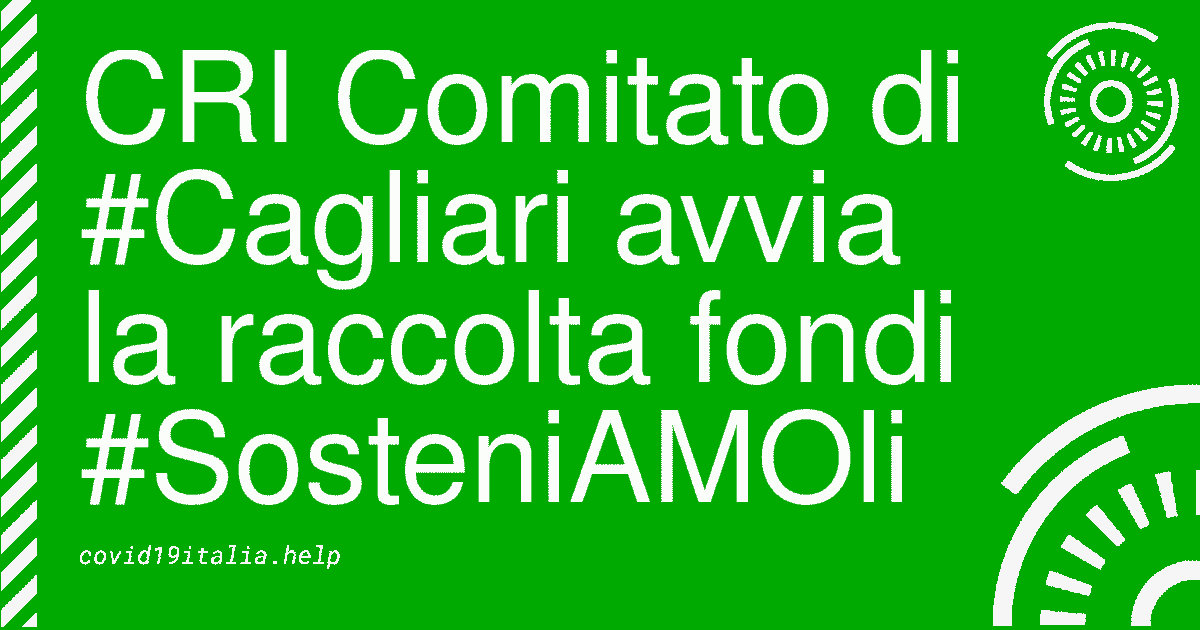 CRI Comitato di
#Cagliari avvia
la raccolta fondi
#SosteniAMOli
covid19italia.help